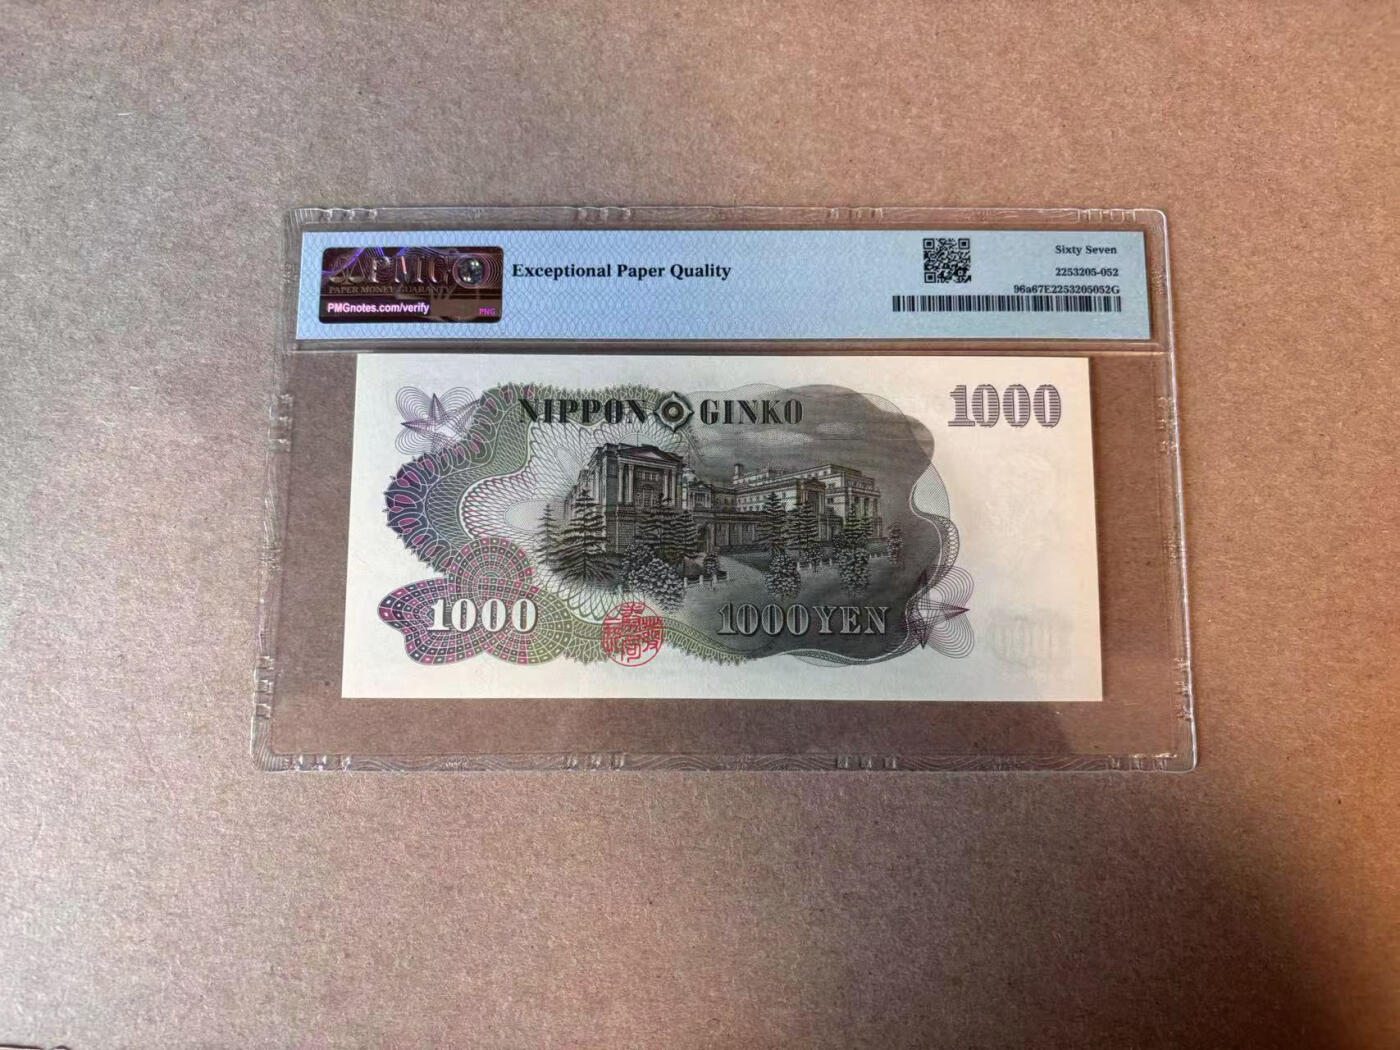 PMG
PAPER MONEY GUARANTY
PMGnotes.com/verify
PNG
Exceptional Paper Quality
Sixty Seven
2253205-052
96a67E2253205052G
NIPPON GINKO
1000
1000
1000 YEN